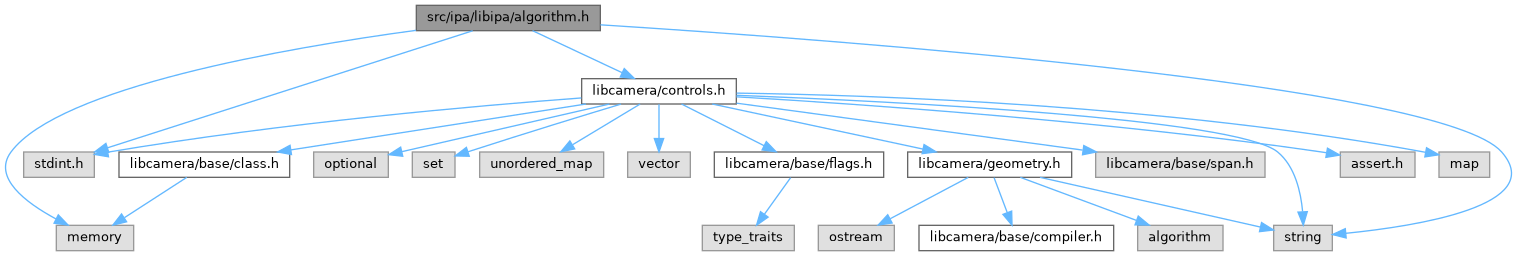 src/ipa/libipa/algorithm.h
libcamera/controls.h
stdint.h
libcamera/base/class.h
optional
set
unordered_map
vector
libcamera/base/flags.h
libcamera/geometry.h
libcamera/base/span.h
assert.h
map
memory
type_traits
ostream
libcamera/base/compiler.h
algorithm
string